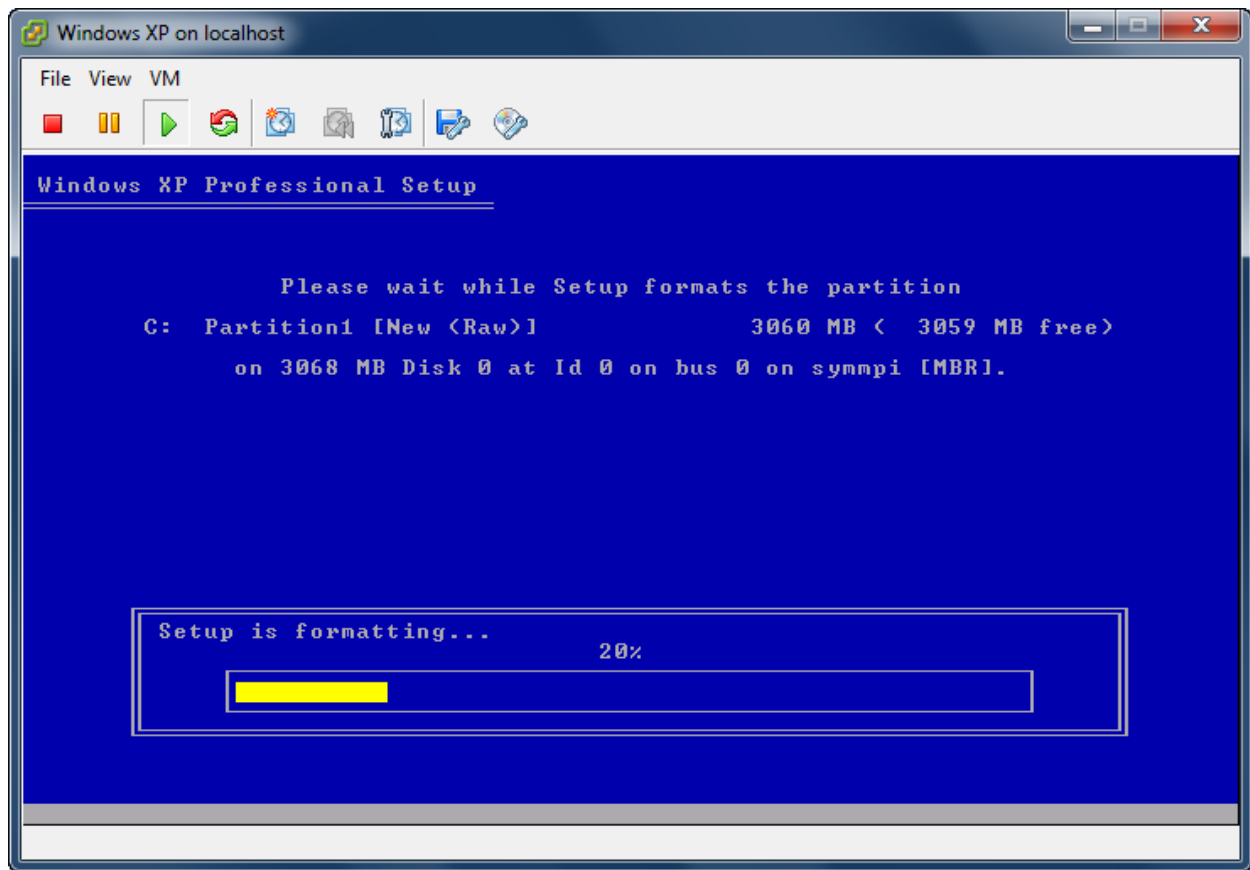 Windows XP on localhost
File View VM
Windows XP Professional Setup
Please wait while Setup formats the partition
C: Partition1 [New (Raw)] 3060 MB ( 3059 MB free)
on 3068 MB Disk 0 at Id 0 on bus 0 on symmpi [MBR].
Setup is formatting...
20%